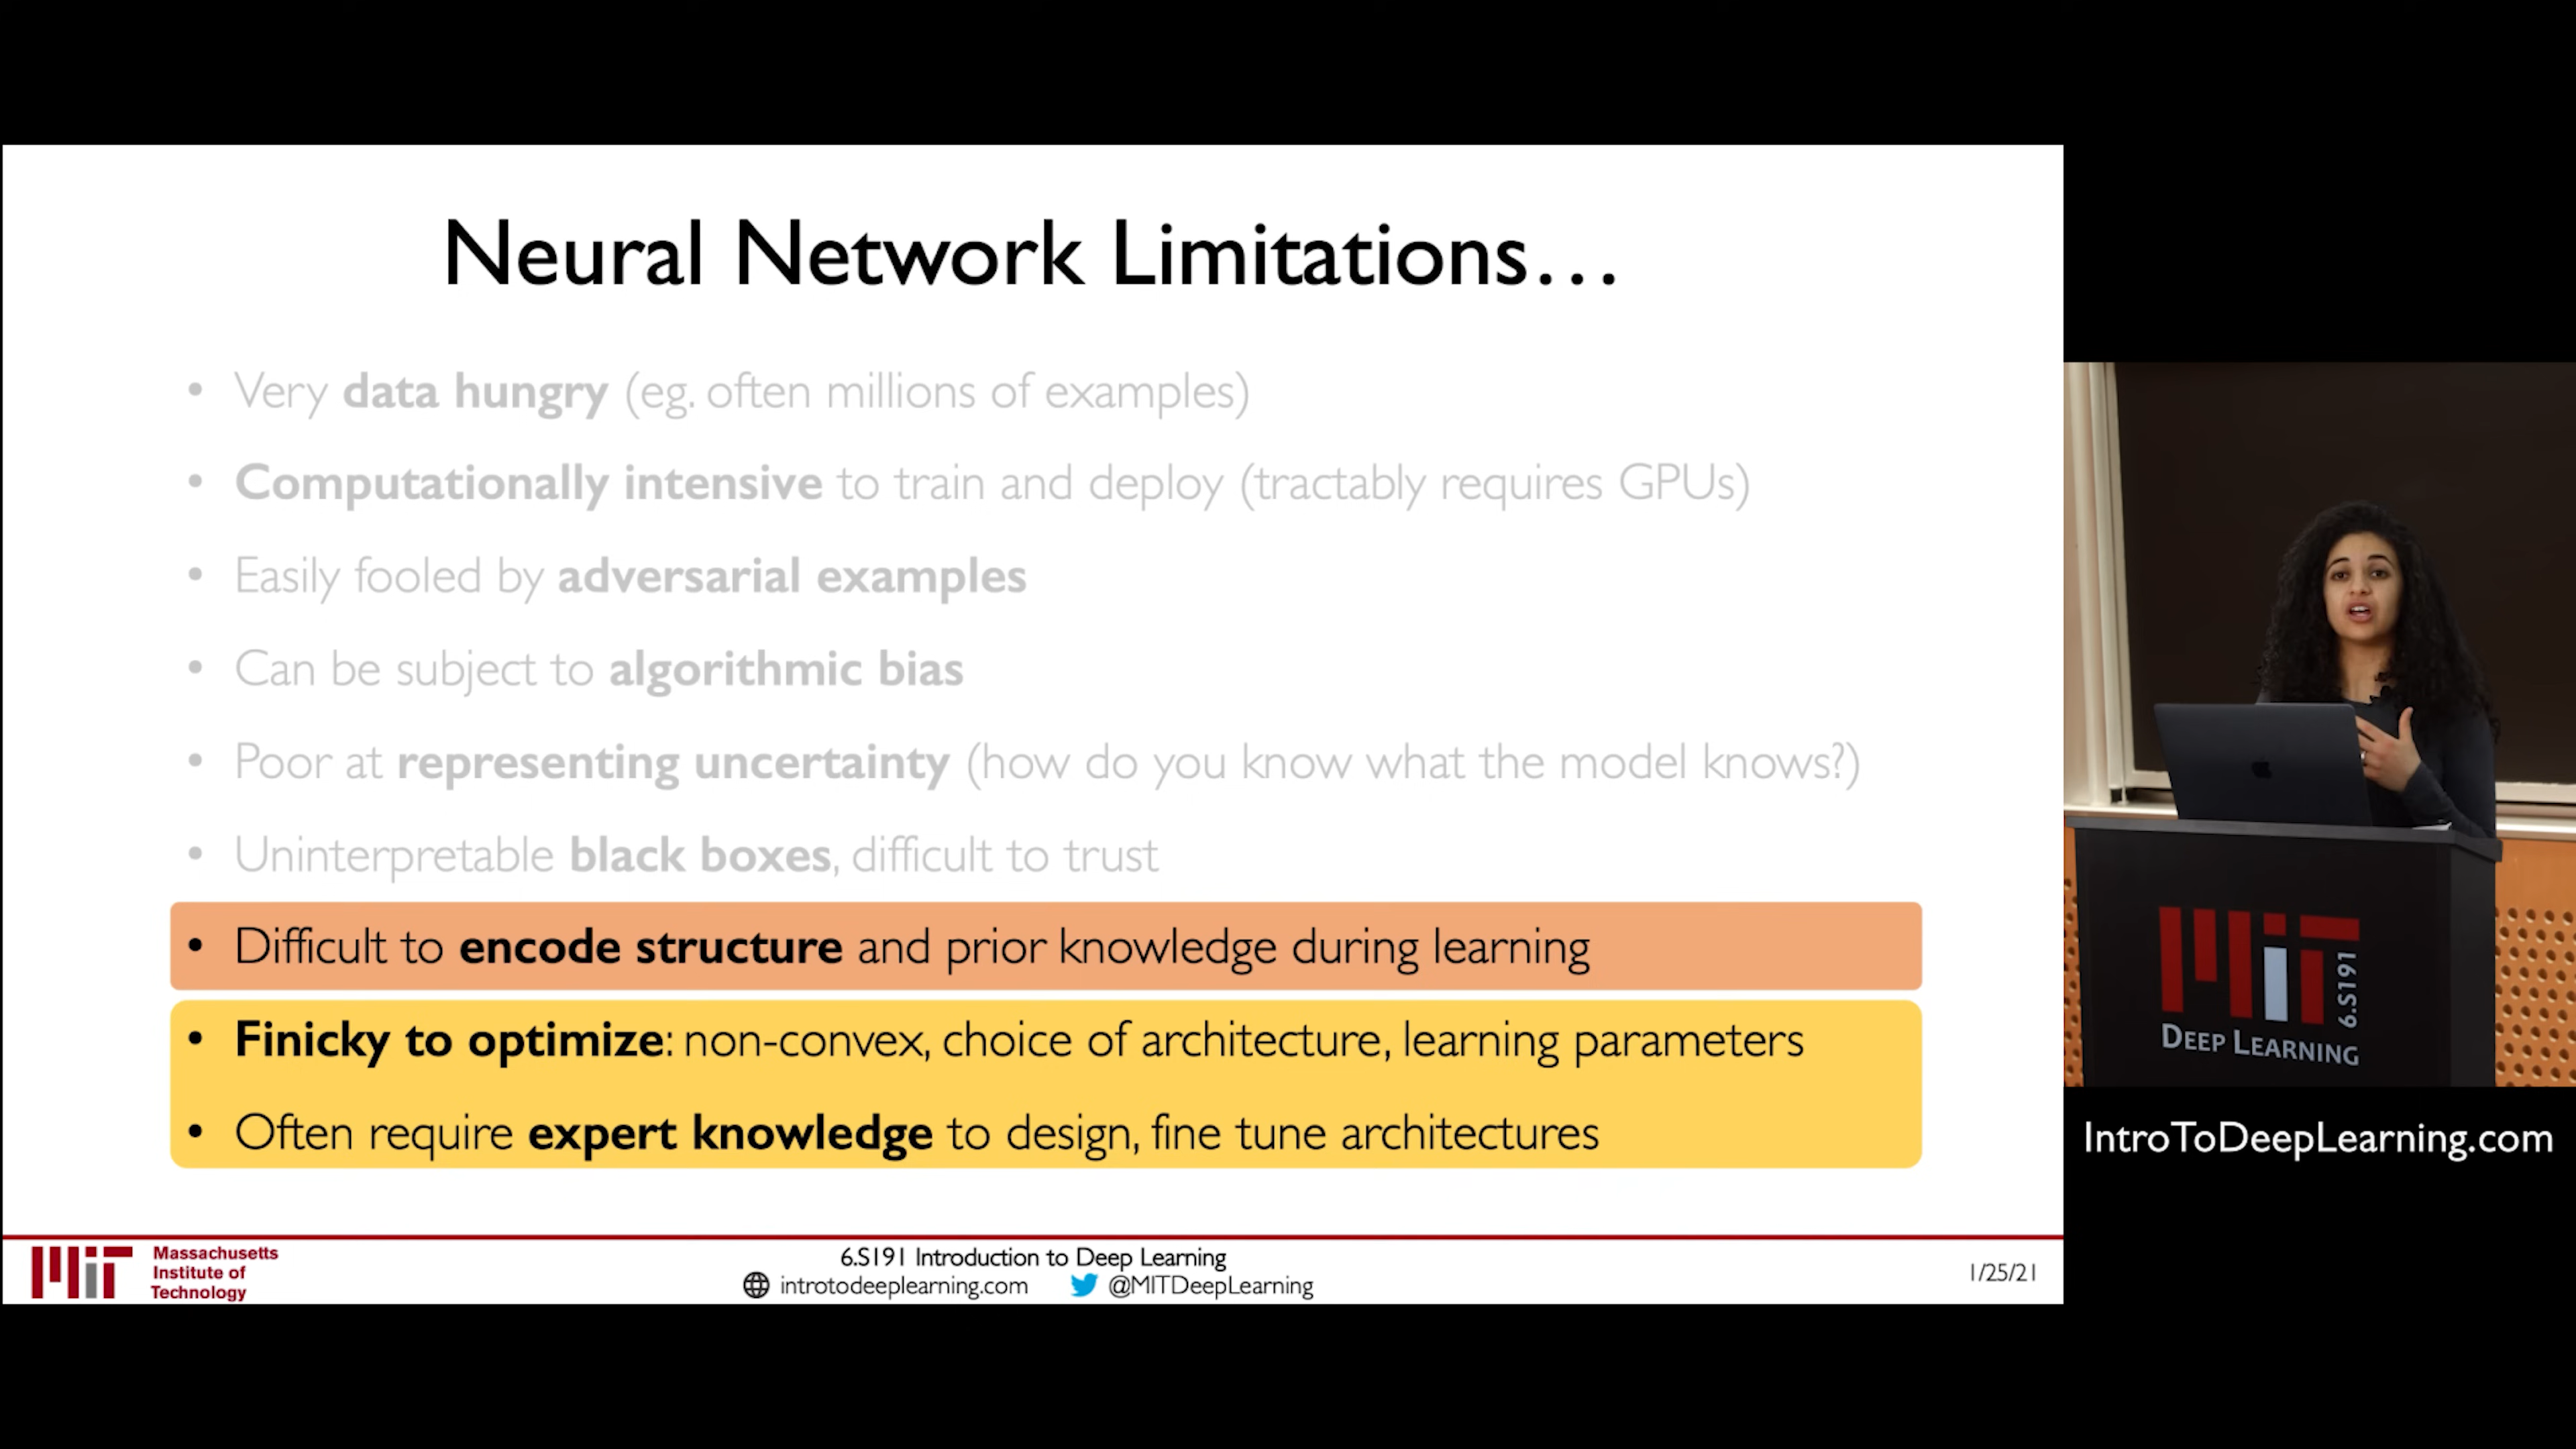 Neural Network Limitations…
• Very data hungry (eg. often millions of examples)
• Computationally intensive to train and deploy (tractably requires GPUs)
• Easily fooled by adversarial examples
• Can be subject to algorithmic bias
• Poor at representing uncertainty (how do you know what the model knows?)
• Uninterpretable black boxes, difficult to trust
• Difficult to encode structure and prior knowledge during learning
• Finicky to optimize: non-convex, choice of architecture, learning parameters
• Often require expert knowledge to design, fine tune architectures
Massachusetts
Institute of
Technology
6.S191 Introduction to Deep Learning
introtodeeplearning.com @MITDeepLearning
1/25/21
MIT
6.S191
DEEP LEARNING
IntroToDeepLearning.com